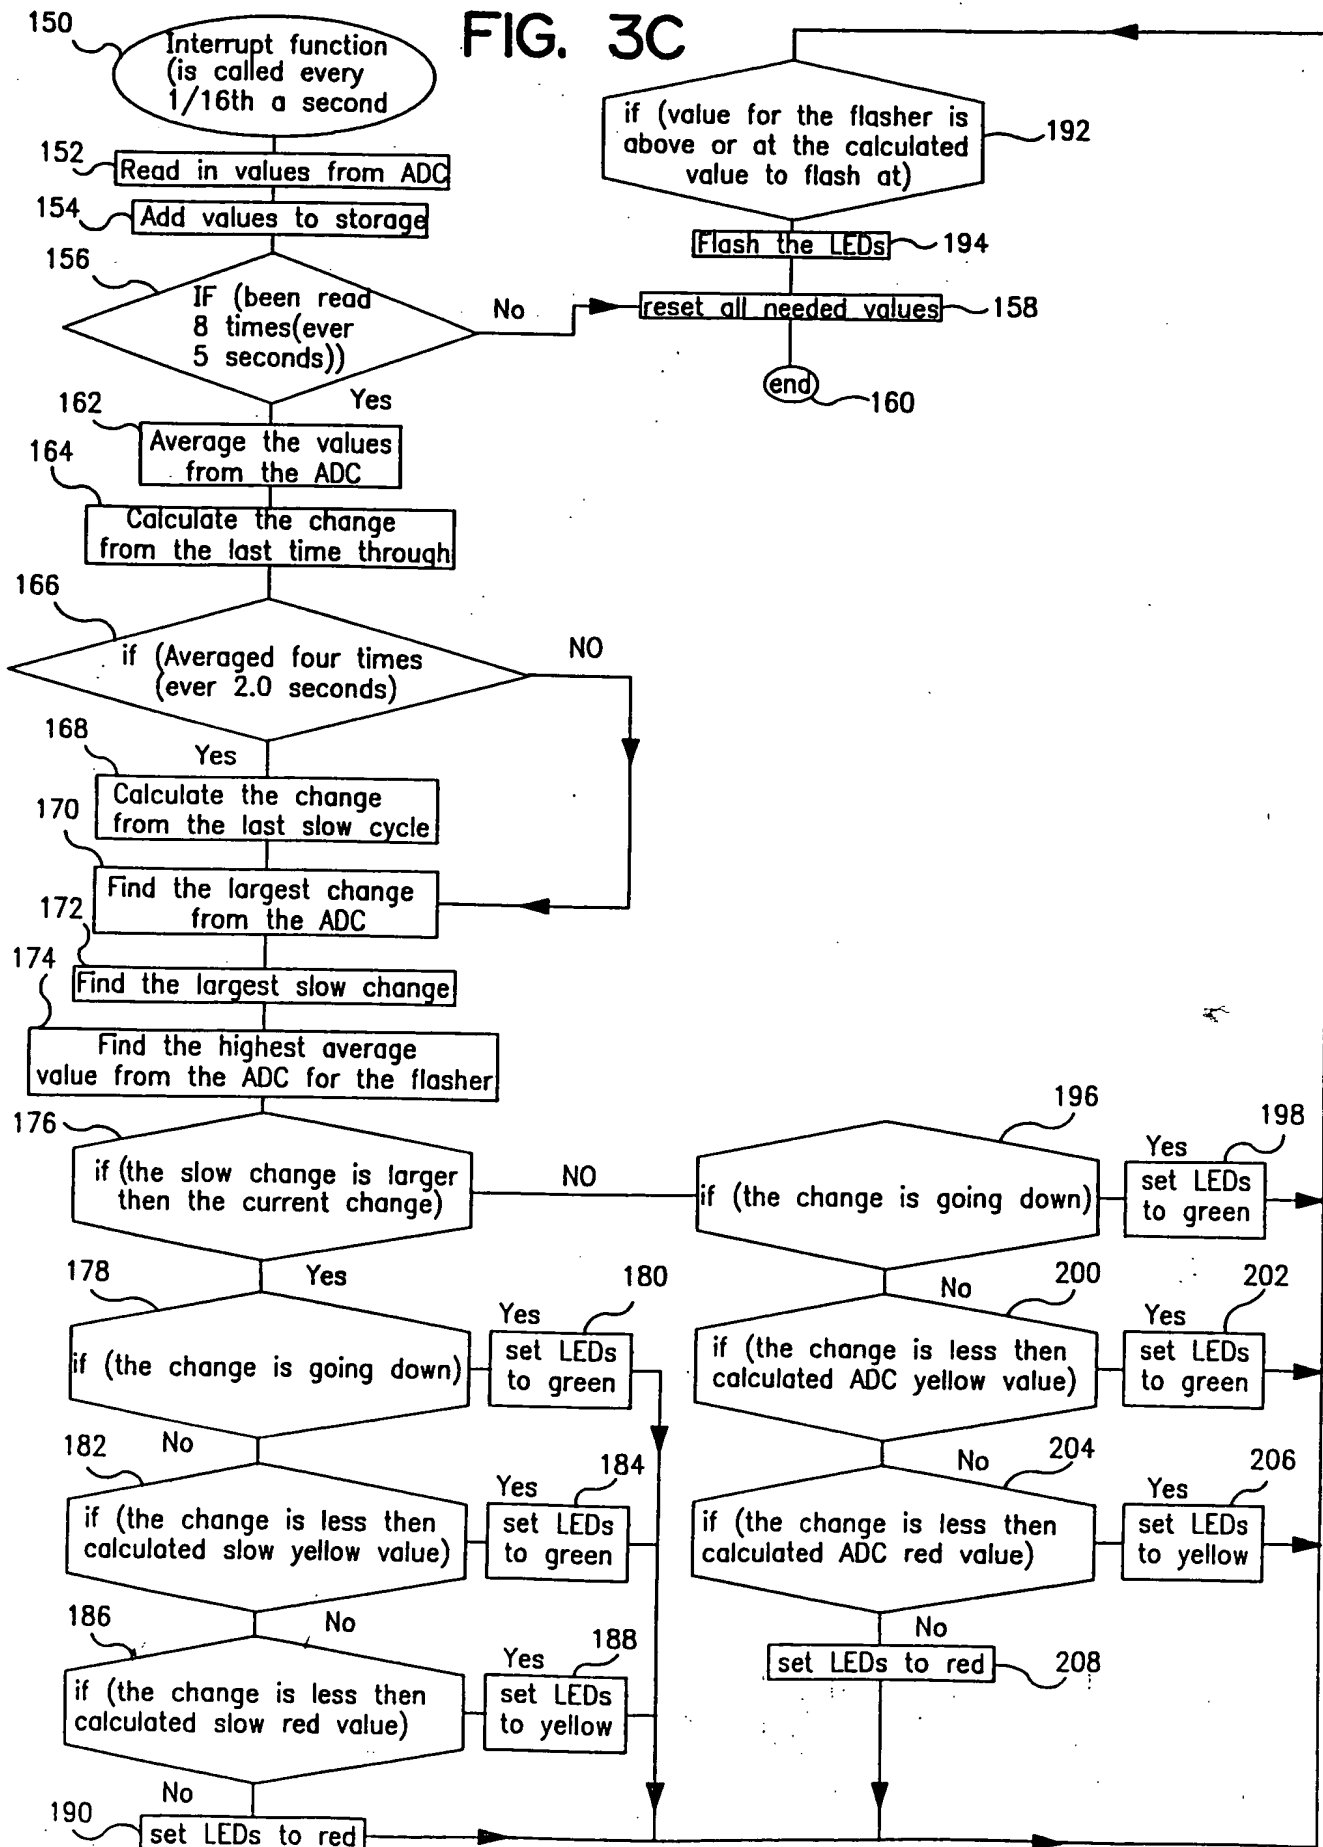 FIG. 3C
150
Interrupt function
(is called every
1/16th a second
152
Read in values from ADC
154
Add values to storage
156
IF (been read
8 times(ever
5 seconds))
No
Yes
162
Average the values
from the ADC
164
Calculate the change
from the last time through
166
if (Averaged four times
(ever 2.0 seconds)
NO
Yes
168
Calculate the change
from the last slow cycle
170
Find the largest change
from the ADC
172
Find the largest slow change
174
Find the highest average
value from the ADC for the flasher
176
if (the slow change is larger
then the current change)
NO
Yes
178
if (the change is going down)
Yes
180
set LEDs
to green
No
182
if (the change is less then
calculated slow yellow value)
Yes
184
set LEDs
to green
No
186
if (the change is less then
calculated slow red value)
Yes
188
set LEDs
to yellow
No
190
set LEDs to red
if (value for the flasher is
above or at the calculated
value to flash at)
192
Flash the LEDs
194
reset all needed values
158
end
160
196
if (the change is going down)
Yes
198
set LEDs
to green
No
200
if (the change is less then
calculated ADC yellow value)
Yes
202
set LEDs
to green
No
204
if (the change is less then
calculated ADC red value)
Yes
206
set LEDs
to yellow
No
set LEDs to red
208